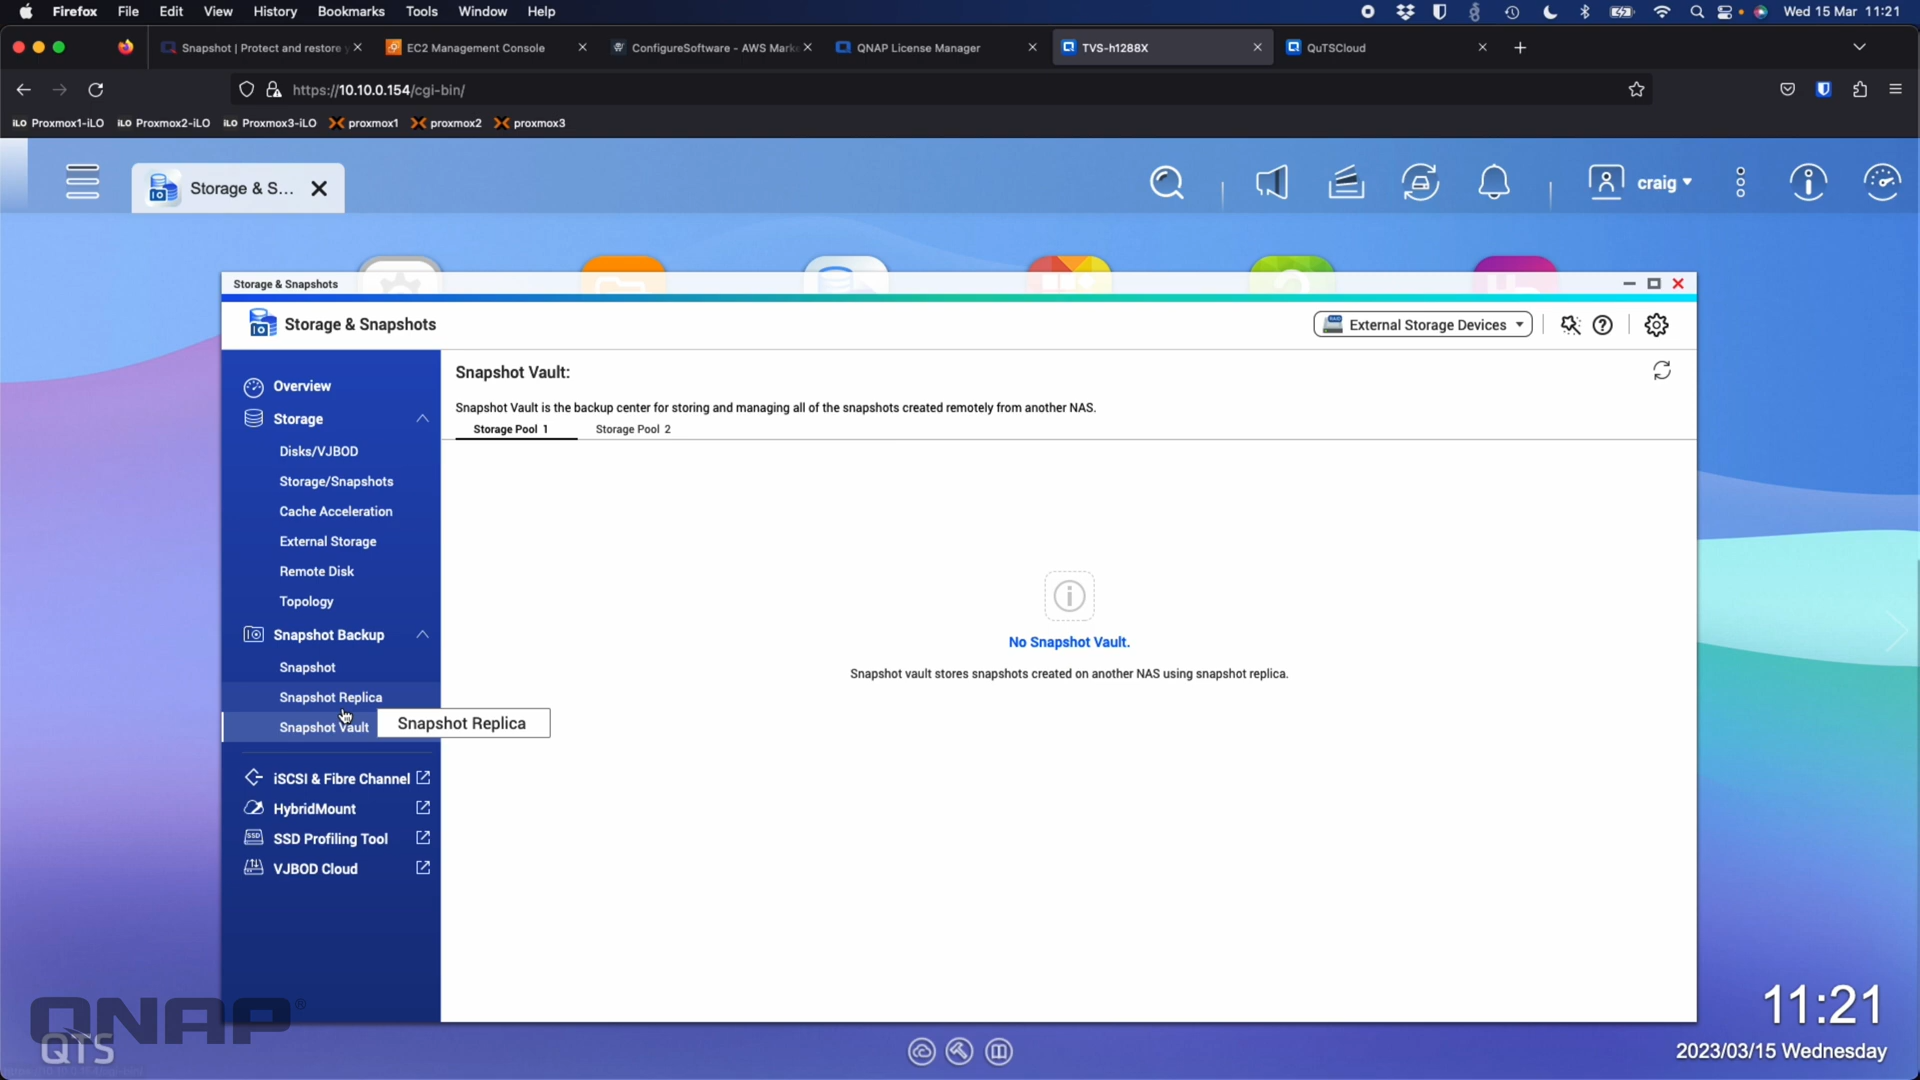 Firefox File Edit View History Bookmarks Tools Window Help
Wed 15 Mar 11:21
Snapshot | Protect and restore y
EC2 Management Console
ConfigureSoftware - AWS Mark
QNAP License Manager
TVS-h1288X
QuTSCloud
https://10.10.0.154/cgi-bin/
iLO Proxmox1-iLO
iLO Proxmox2-iLO
iLO Proxmox3-iLO
proxmox1
proxmox2
proxmox3
Storage & S...
craig
Storage & Snapshots
Storage & Snapshots
External Storage Devices
Overview
Storage
Disks/VJBOD
Storage/Snapshots
Cache Acceleration
External Storage
Remote Disk
Topology
Snapshot Backup
Snapshot
Snapshot Replica
Snapshot Vault
Snapshot Replica
iSCSI & Fibre Channel
HybridMount
SSD Profiling Tool
VJBOD Cloud
Snapshot Vault:
Snapshot Vault is the backup center for storing and managing all of the snapshots created remotely from another NAS.
Storage Pool 1
Storage Pool 2
No Snapshot Vault.
Snapshot vault stores snapshots created on another NAS using snapshot replica.
QNAP®
QTS
11:21
2023/03/15 Wednesday